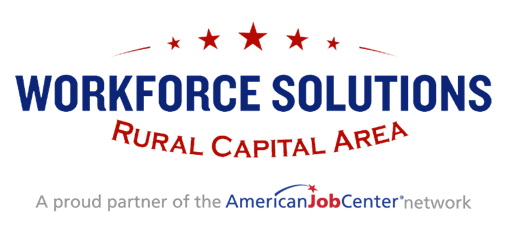 WORKFORCE SOLUTIONS
RURAL CAPITAL AREA
A proud partner of the AmericanJobCenter® network